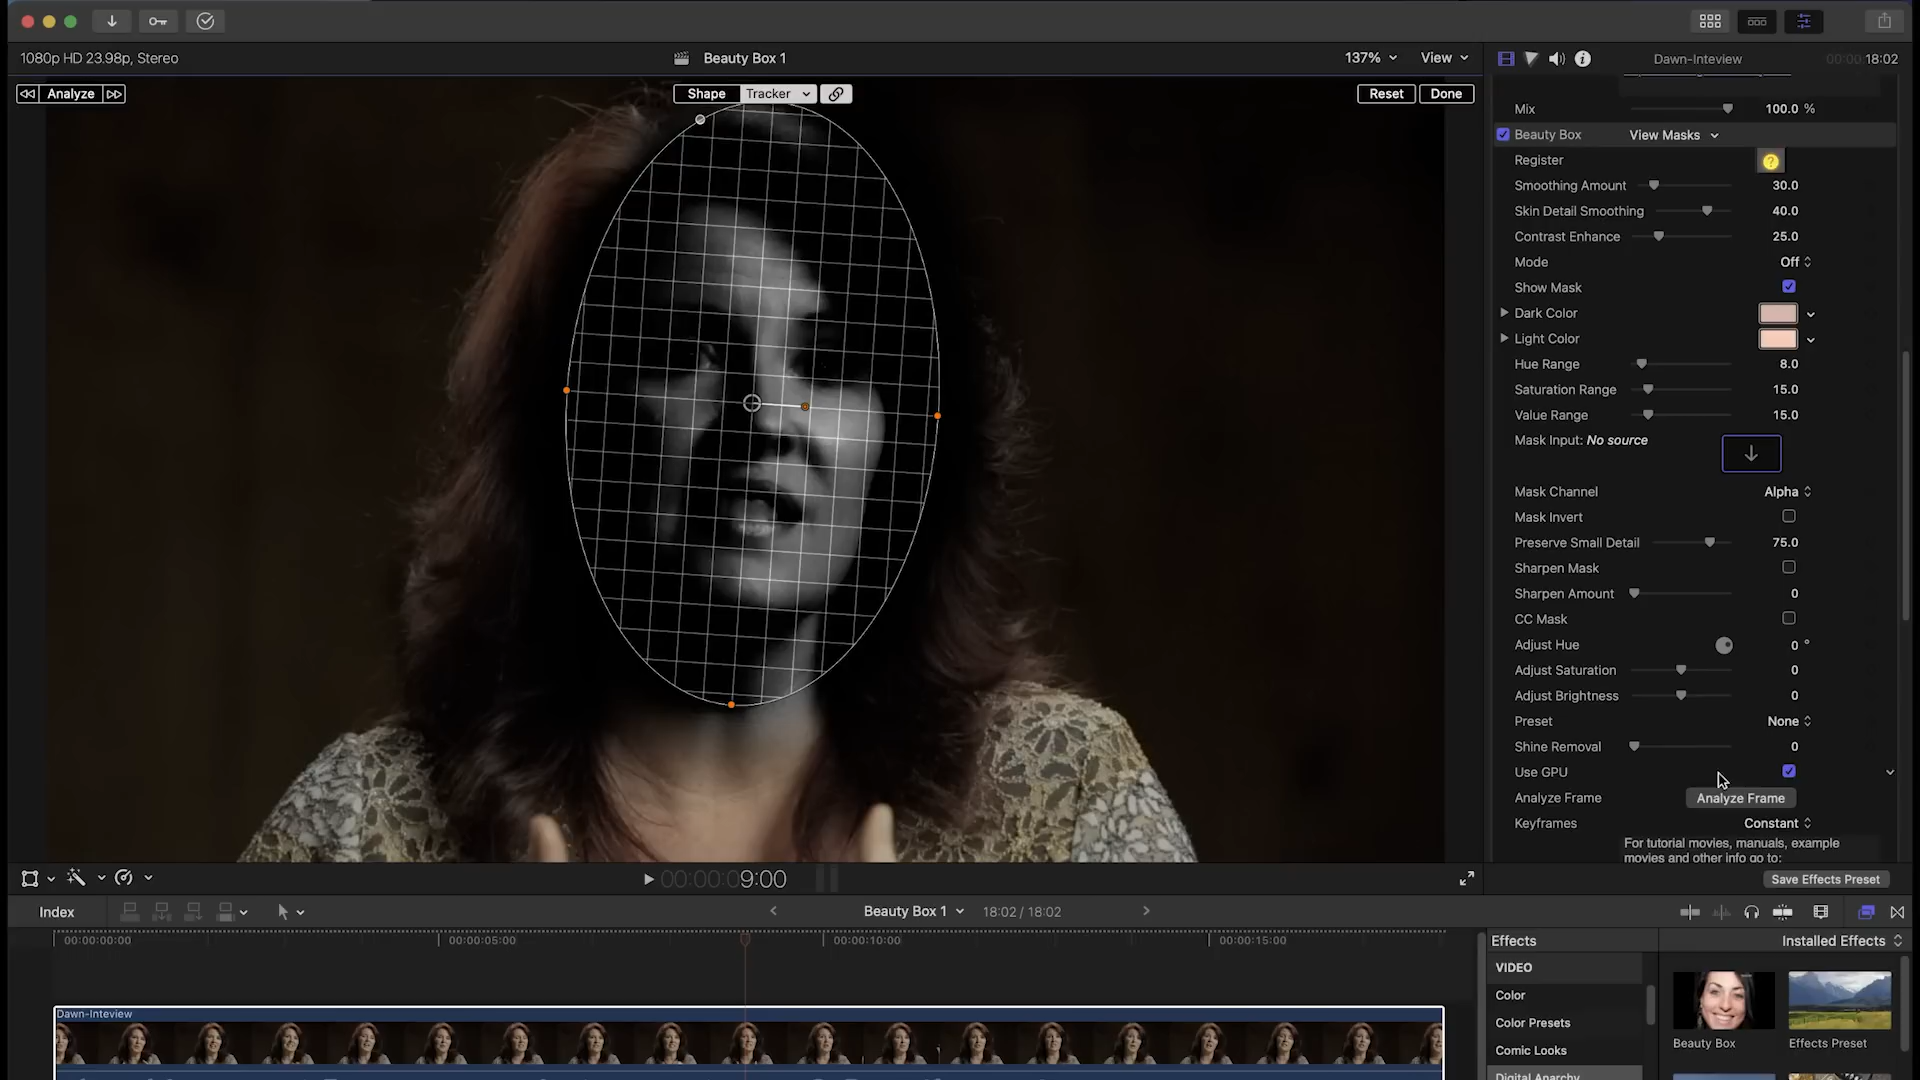 1080p HD 23.98p, Stereo
Beauty Box 1
137%
View
Dawn-Inteview
00:00:18:02
Analyze
Shape
Tracker
Reset
Done
Mix
100.0 %
Beauty Box
View Masks
Register
?
Smoothing Amount
30.0
Skin Detail Smoothing
40.0
Contrast Enhance
25.0
Mode
Off
Show Mask
Dark Color
Light Color
Hue Range
8.0
Saturation Range
15.0
Value Range
15.0
Mask Input: No source
Mask Channel
Alpha
Mask Invert
Preserve Small Detail
75.0
Sharpen Mask
Sharpen Amount
0
CC Mask
Adjust Hue
0 °
Adjust Saturation
0
Adjust Brightness
0
Preset
None
Shine Removal
0
Use GPU
Analyze Frame
Analyze Frame
Keyframes
Constant
For tutorial movies, manuals, example
movies and other info go to:
Save Effects Preset
00:00:09:00
Index
Beauty Box 1
18:02 / 18:02
00:00:00:00
00:00:05:00
00:00:10:00
00:00:15:00
Effects
Installed Effects
VIDEO
Color
Color Presets
Comic Looks
Digital Anarchy
Beauty Box
Effects Preset
Dawn-Inteview